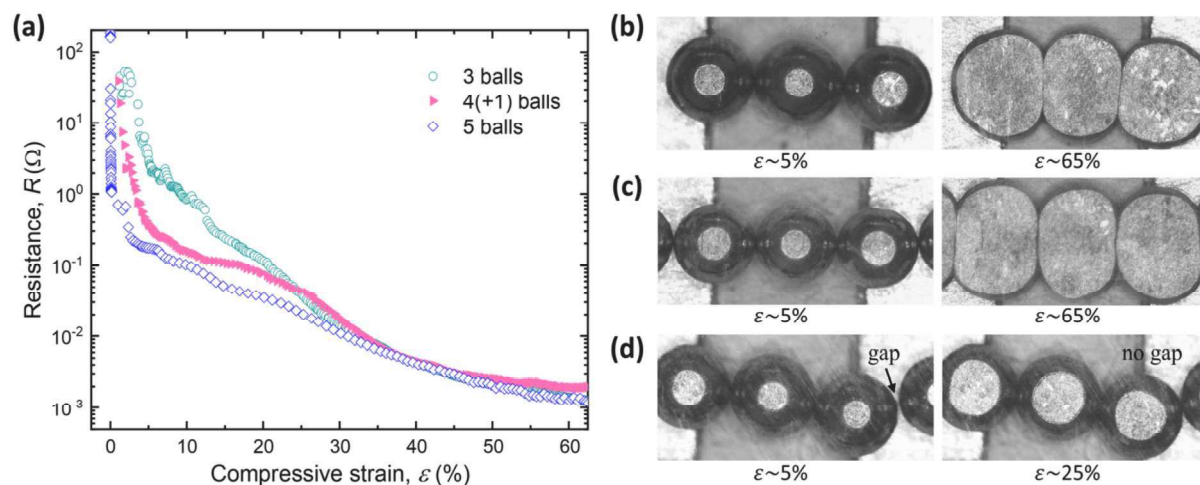 (a)
10²
10¹
10⁰
10⁻¹
10⁻²
10⁻³
Resistance, R (Ω)
3 balls
4(+1) balls
5 balls
0 10 20 30 40 50 60
Compressive strain, ε (%)
(b)
ε~5% ε~65%
(c)
ε~5% ε~65%
(d)
gap no gap
ε~5% ε~25%